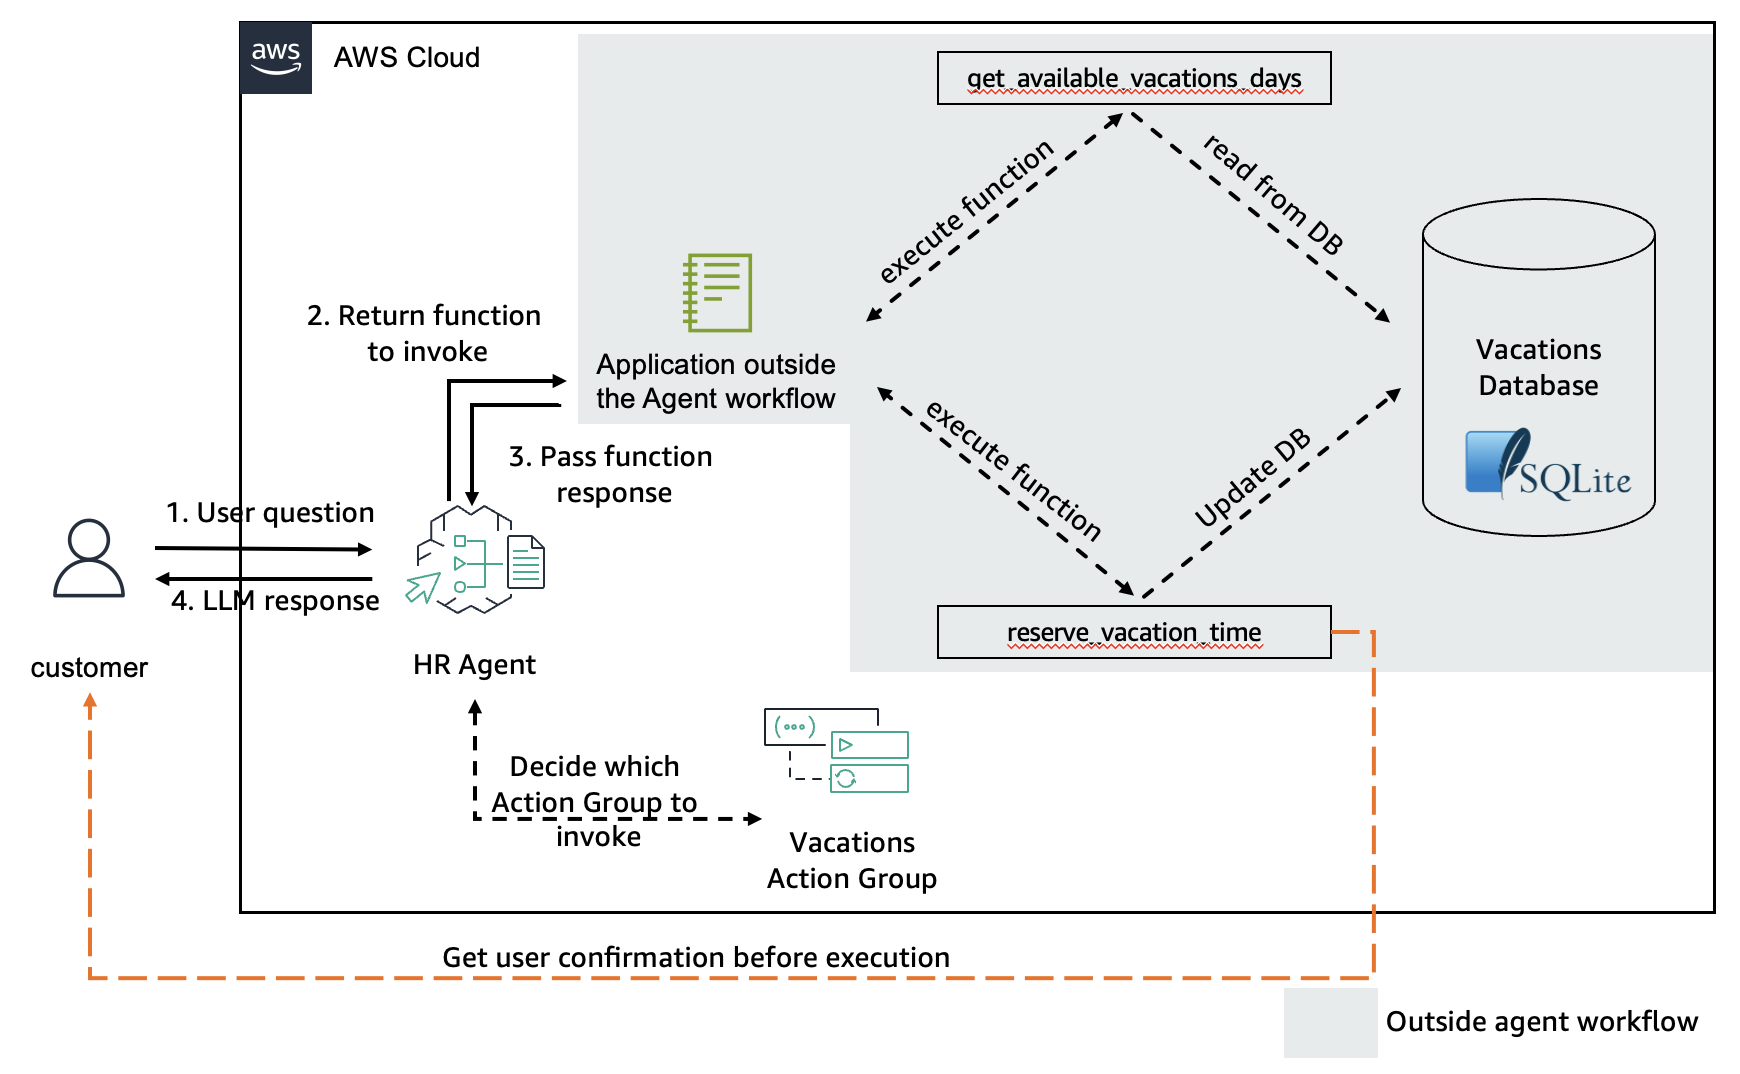 aws
AWS Cloud
get_available_vacations_days
execute function
read from DB
2. Return function
to invoke
Application outside
the Agent workflow
Vacations
Database
SQLite
3. Pass function
response
execute function
Update DB
1. User question
4. LLM response
customer
HR Agent
reserve_vacation_time
Decide which
Action Group to
invoke
Vacations
Action Group
Get user confirmation before execution
Outside agent workflow